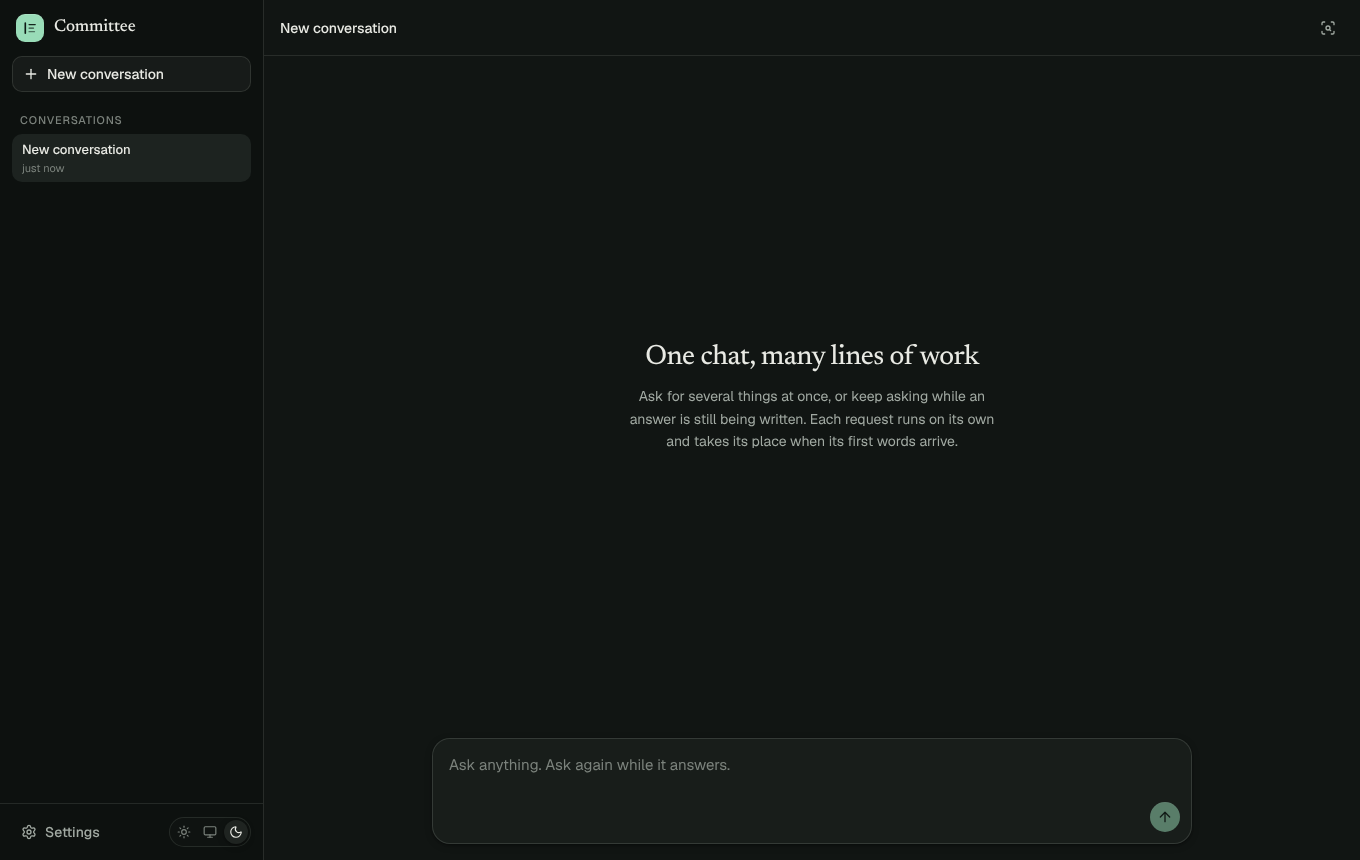 Committee
New conversation
New conversation
CONVERSATIONS
New conversation
just now
One chat, many lines of work
Ask for several things at once, or keep asking while an
answer is still being written. Each request runs on its own
and takes its place when its first words arrive.
Ask anything. Ask again while it answers.
Settings